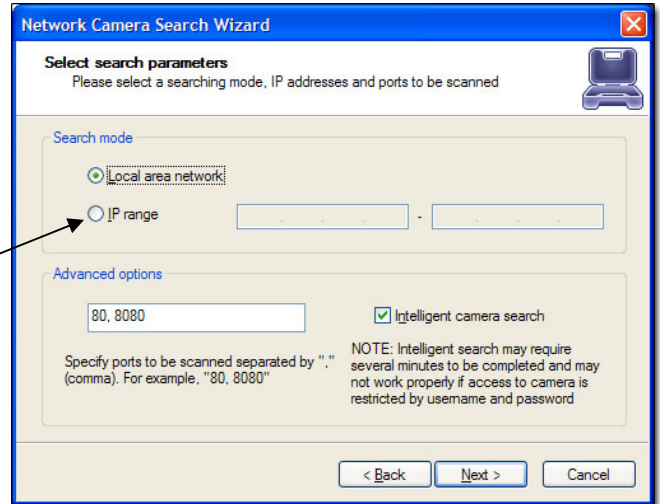 Network Camera Search Wizard
Select search parameters
Please select a searching mode, IP addresses and ports to be scanned
Search mode
Local area network
IP range
. . . - . . .
Advanced options
80, 8080
Intelligent camera search
Specify ports to be scanned separated by ","
(comma). For example, "80, 8080"
NOTE: Intelligent search may require
several minutes to be completed and may
not work properly if access to camera is
restricted by username and password
< Back
Next >
Cancel